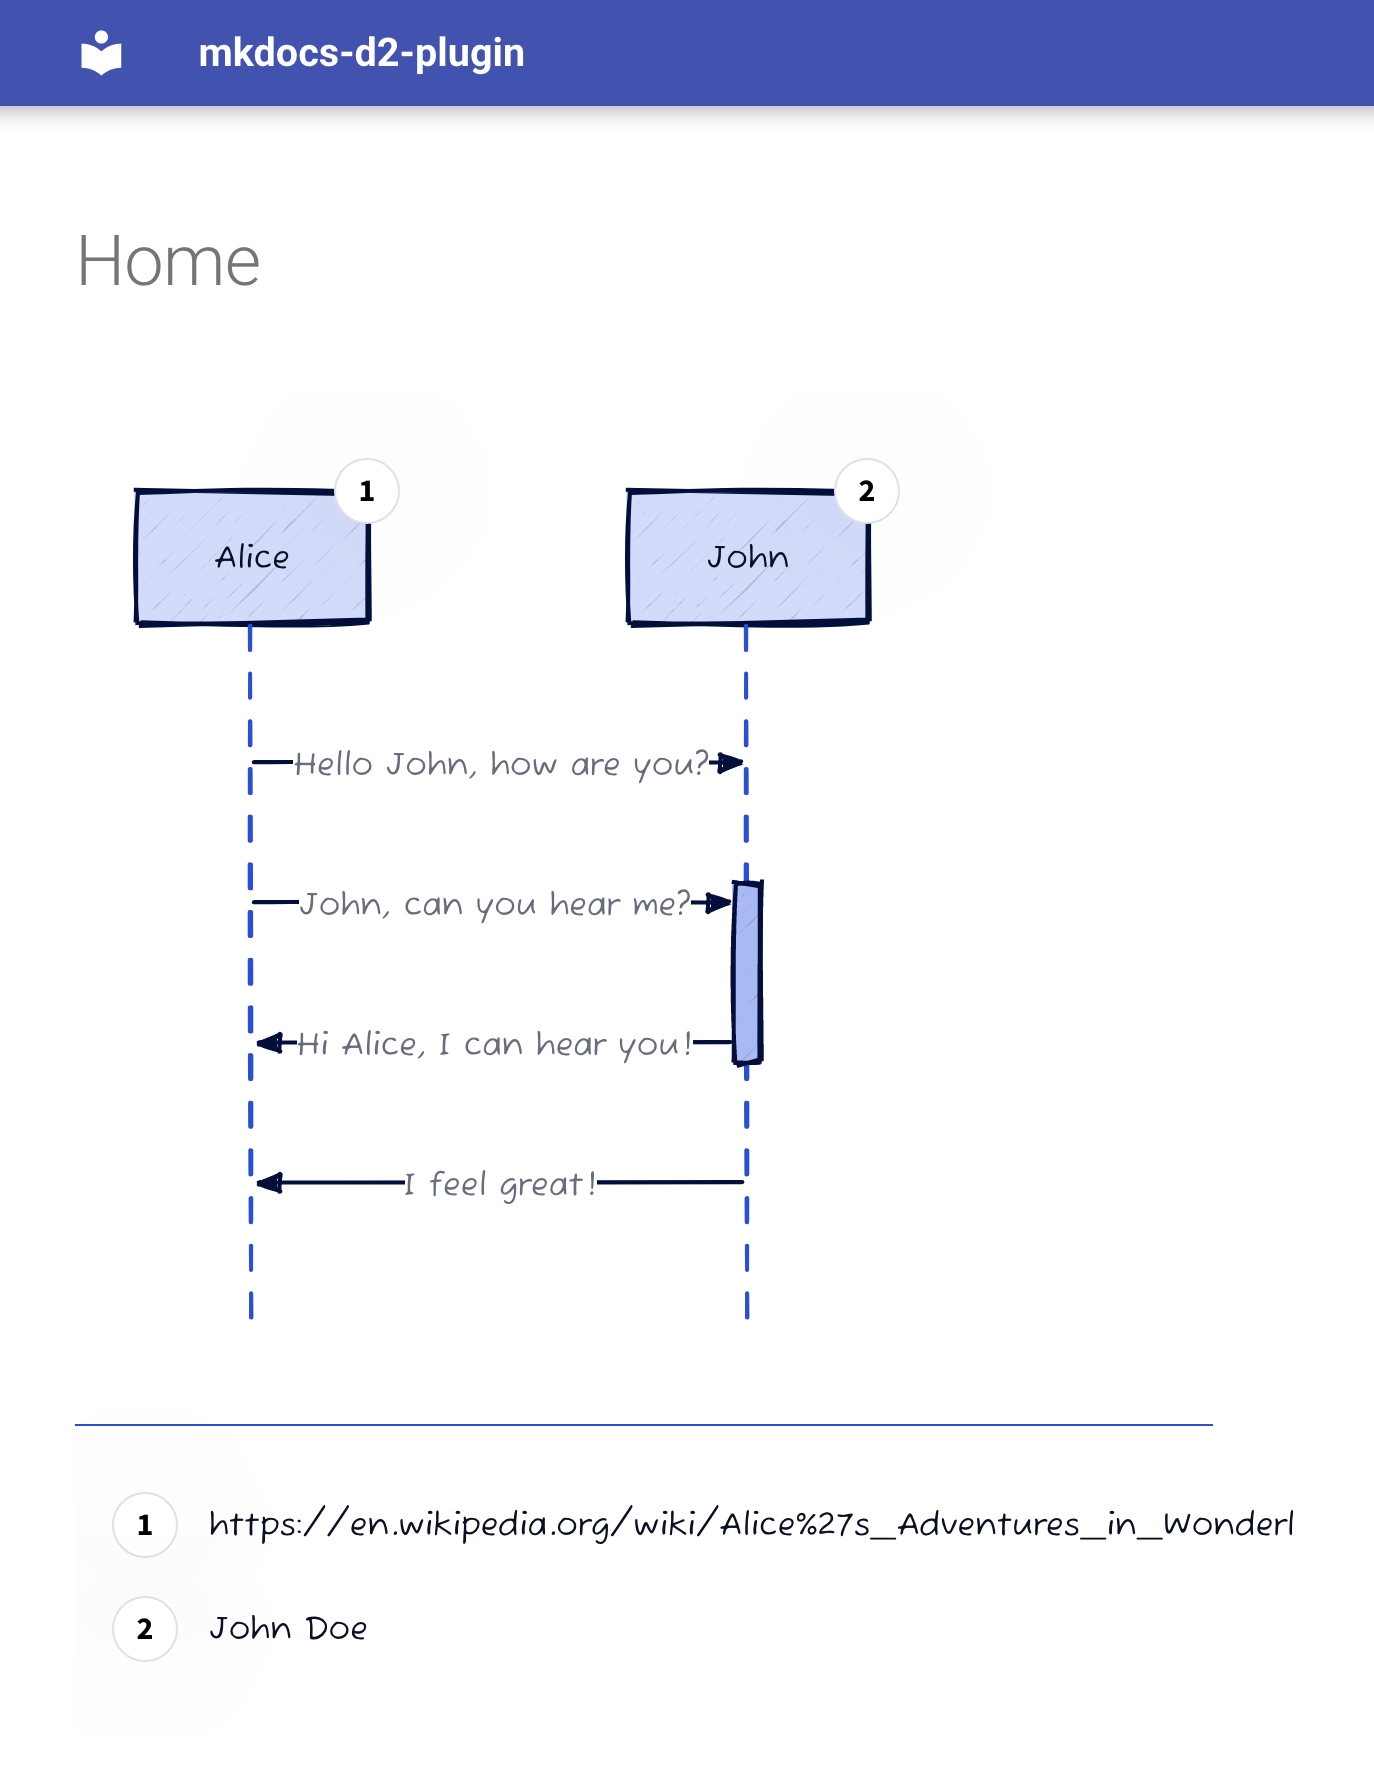 mkdocs-d2-plugin
Home
1
2
Alice
John
Hello John, how are you?
John, can you hear me?
Hi Alice, I can hear you!
I feel great!
1 https://en.wikipedia.org/wiki/Alice%27s_Adventures_in_Wonderl
2 John Doe